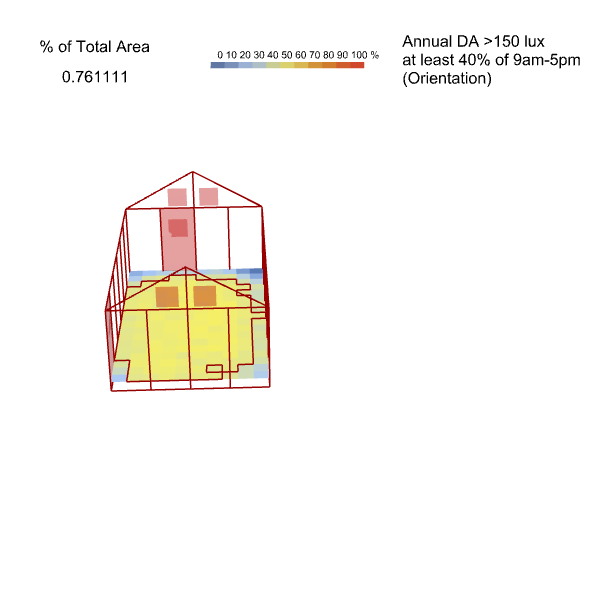 % of Total Area
0.761111
0 10 20 30 40 50 60 70 80 90 100 %
Annual DA >150 lux
at least 40% of 9am-5pm
(Orientation)